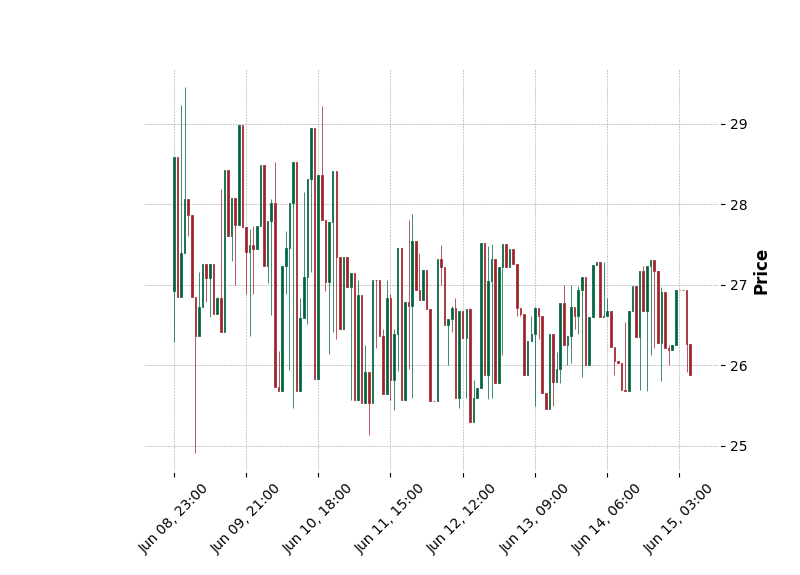 29
28
27
26
25
Price
Jun 08, 23:00
Jun 09, 21:00
Jun 10, 18:00
Jun 11, 15:00
Jun 12, 12:00
Jun 13, 09:00
Jun 14, 06:00
Jun 15, 03:00